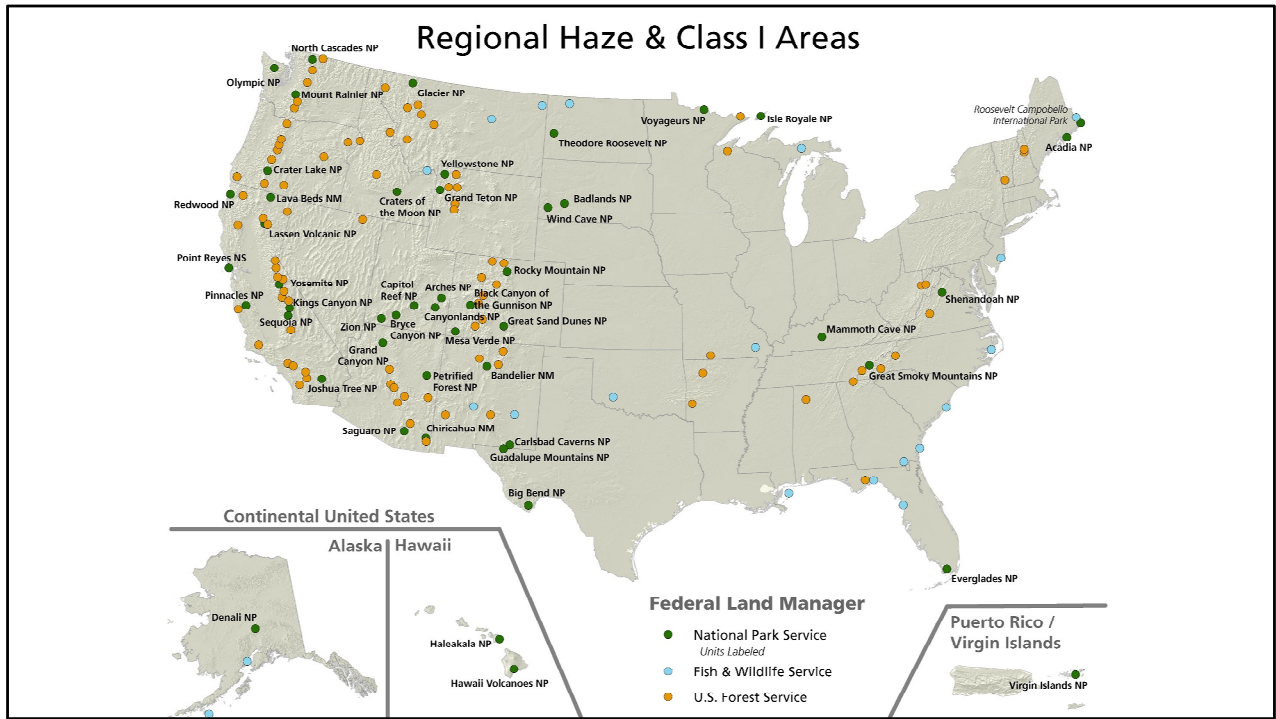 Regional Haze & Class I Areas
North Cascades NP
Olympic NP
Mount Rainier NP
Glacier NP
Voyageurs NP
Isle Royale NP
Roosevelt Campobello
International Park
Acadia NP
Theodore Roosevelt NP
Crater Lake NP
Yellowstone NP
Redwood NP
Lava Beds NM
Craters of
the Moon NP
Grand Teton NP
Badlands NP
Wind Cave NP
Lassen Volcanic NP
Point Reyes NS
Rocky Mountain NP
Yosemite NP
Capitol
Reef NP
Arches NP
Black Canyon of
the Gunnison NP
Pinnacles NP
Kings Canyon NP
Shenandoah NP
Sequoia NP
Zion NP
Bryce
Canyon NP
Canyonlands NP
Great Sand Dunes NP
Mammoth Cave NP
Mesa Verde NP
Grand
Canyon NP
Joshua Tree NP
Petrified
Forest NP
Bandelier NM
Great Smoky Mountains NP
Saguaro NP
Chiricahua NM
Carlsbad Caverns NP
Guadalupe Mountains NP
Big Bend NP
Everglades NP
Continental United States
Alaska
Hawaii
Denali NP
Haleakala NP
Hawaii Volcanoes NP
Federal Land Manager
National Park Service
Units Labeled
Fish & Wildlife Service
U.S. Forest Service
Puerto Rico /
Virgin Islands
Virgin Islands NP